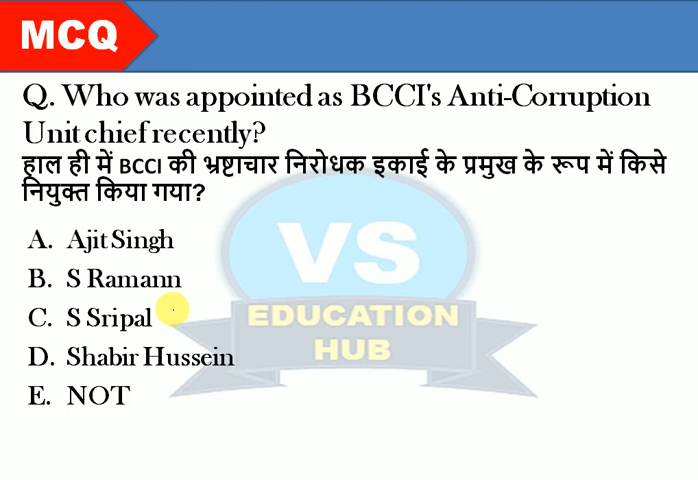 MCQ
Q. Who was appointed as BCCI's Anti-Corruption
Unit chief recently?
हाल ही में BCCI की भ्रष्टाचार निरोधक इकाई के प्रमुख के रूप में किसे
नियुक्त किया गया?
A. Ajit Singh
B. S Ramann
C. S Sripal
D. Shabir Hussein
E. NOT
VS
EDUCATION
HUB